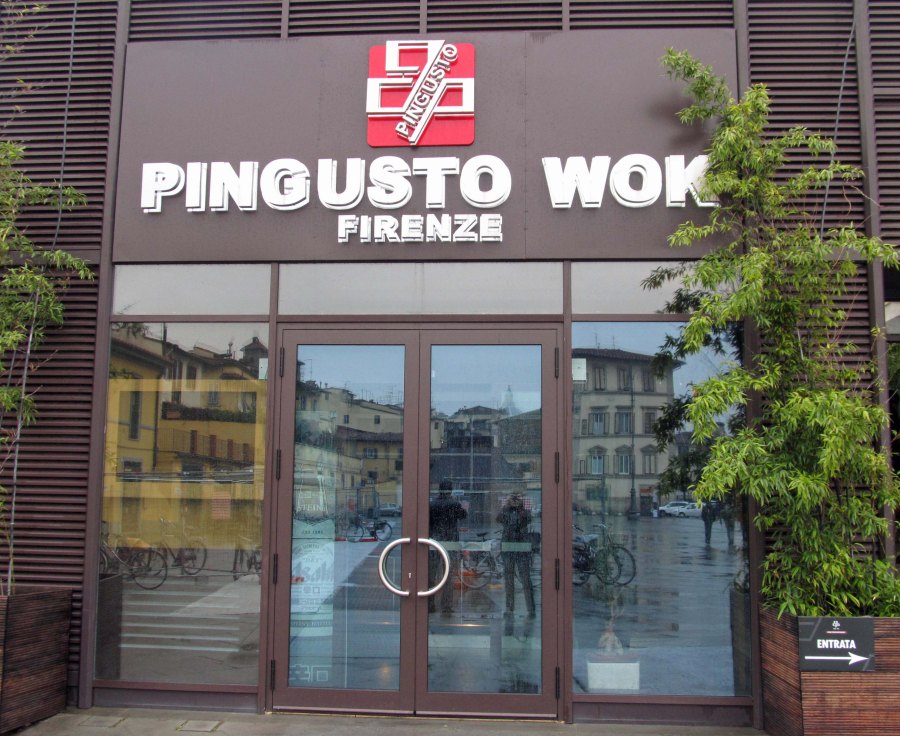 PINGUSTO
PINGUSTO WOK
FIRENZE
ENTRATA